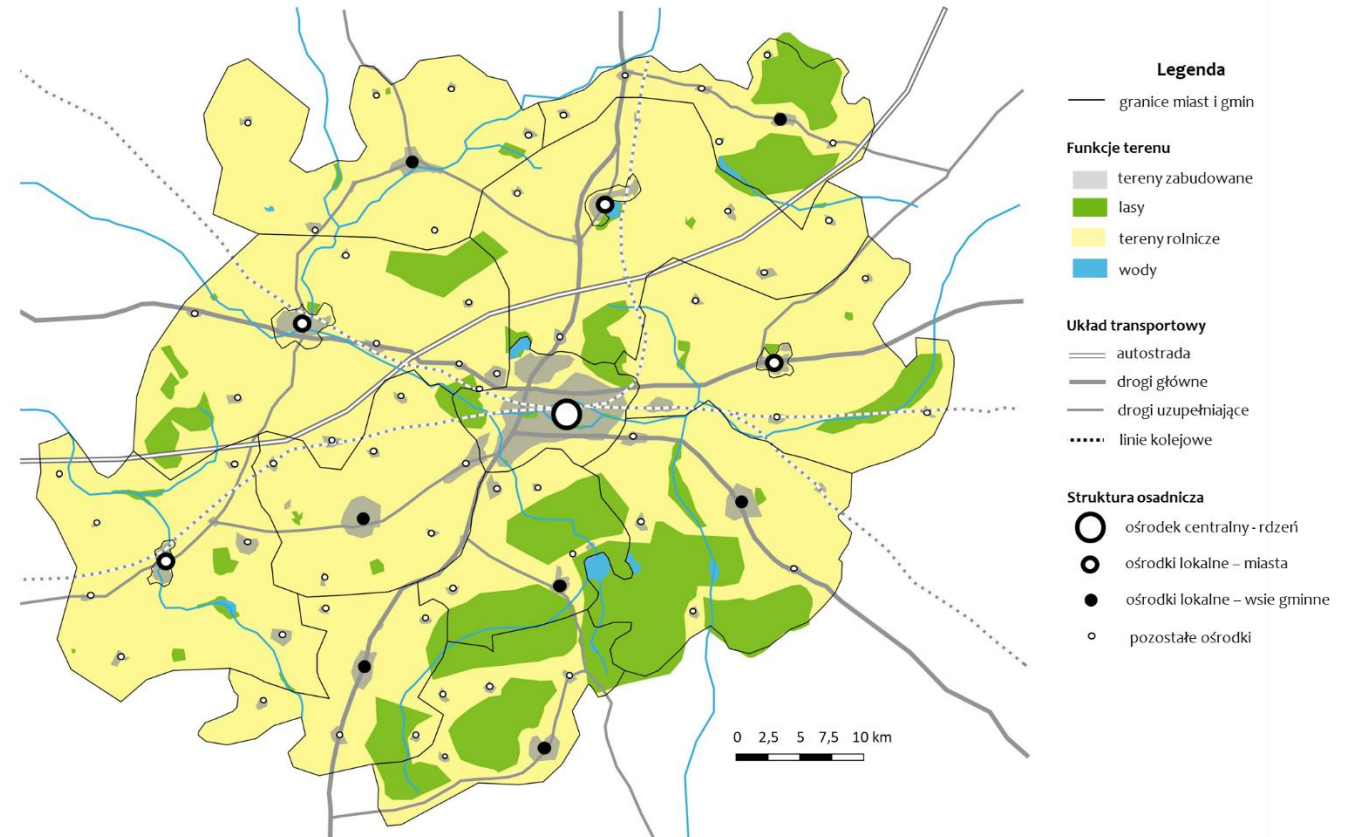 Legenda
granice miast i gmin
Funkcje terenu
tereny zabudowane
lasy
tereny rolnicze
wody
Układ transportowy
autostrada
drogi główne
drogi uzupełniające
linie kolejowe
Struktura osadnicza
ośrodek centralny - rdzeń
ośrodki lokalne – miasta
ośrodki lokalne – wsie gminne
pozostałe ośrodki
0 2,5 5 7,5 10 km